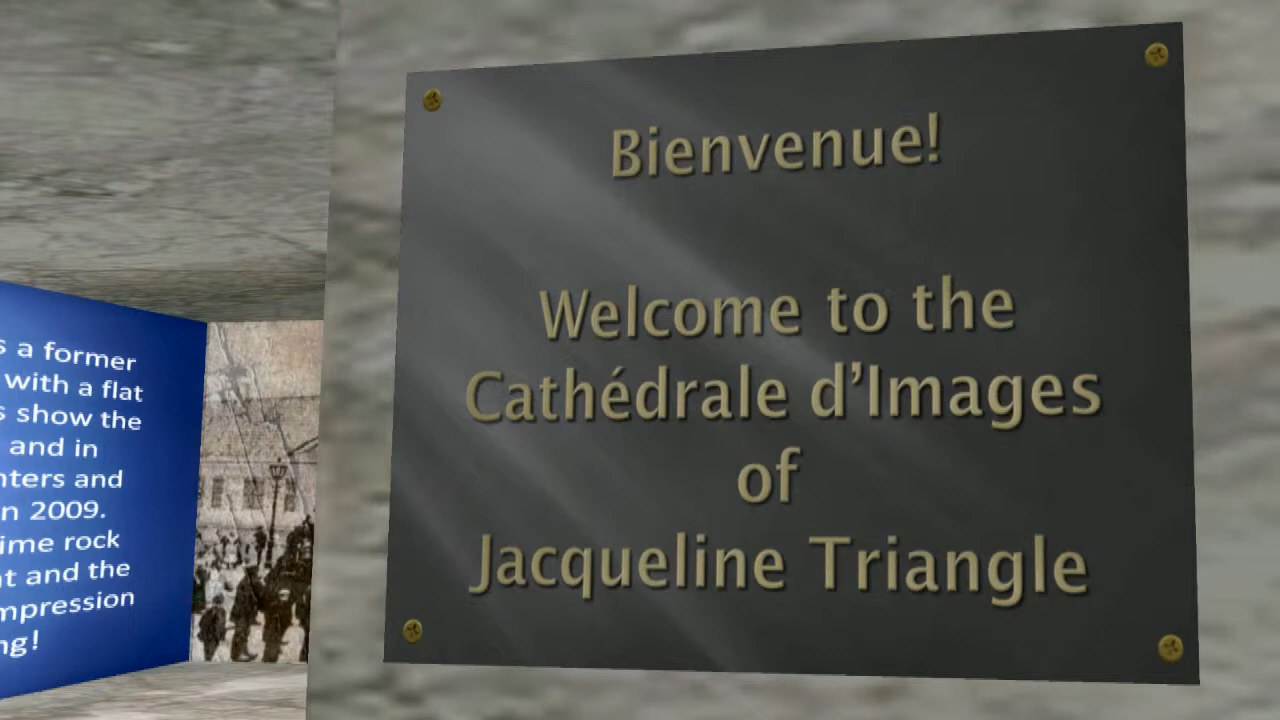 s a former
with a flat
s show the
and in
nters and
n 2009.
ime rock
t and the
mpression
ng!
Bienvenue!
Welcome to the
Cathédrale d’Images
of
Jacqueline Triangle